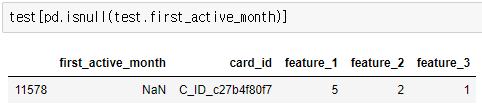 test[pd.isnull(test.first_active_month)]
first_active_month card_id feature_1 feature_2 feature_3
11578 NaN C_ID_c27b4f80f7 5 2 1